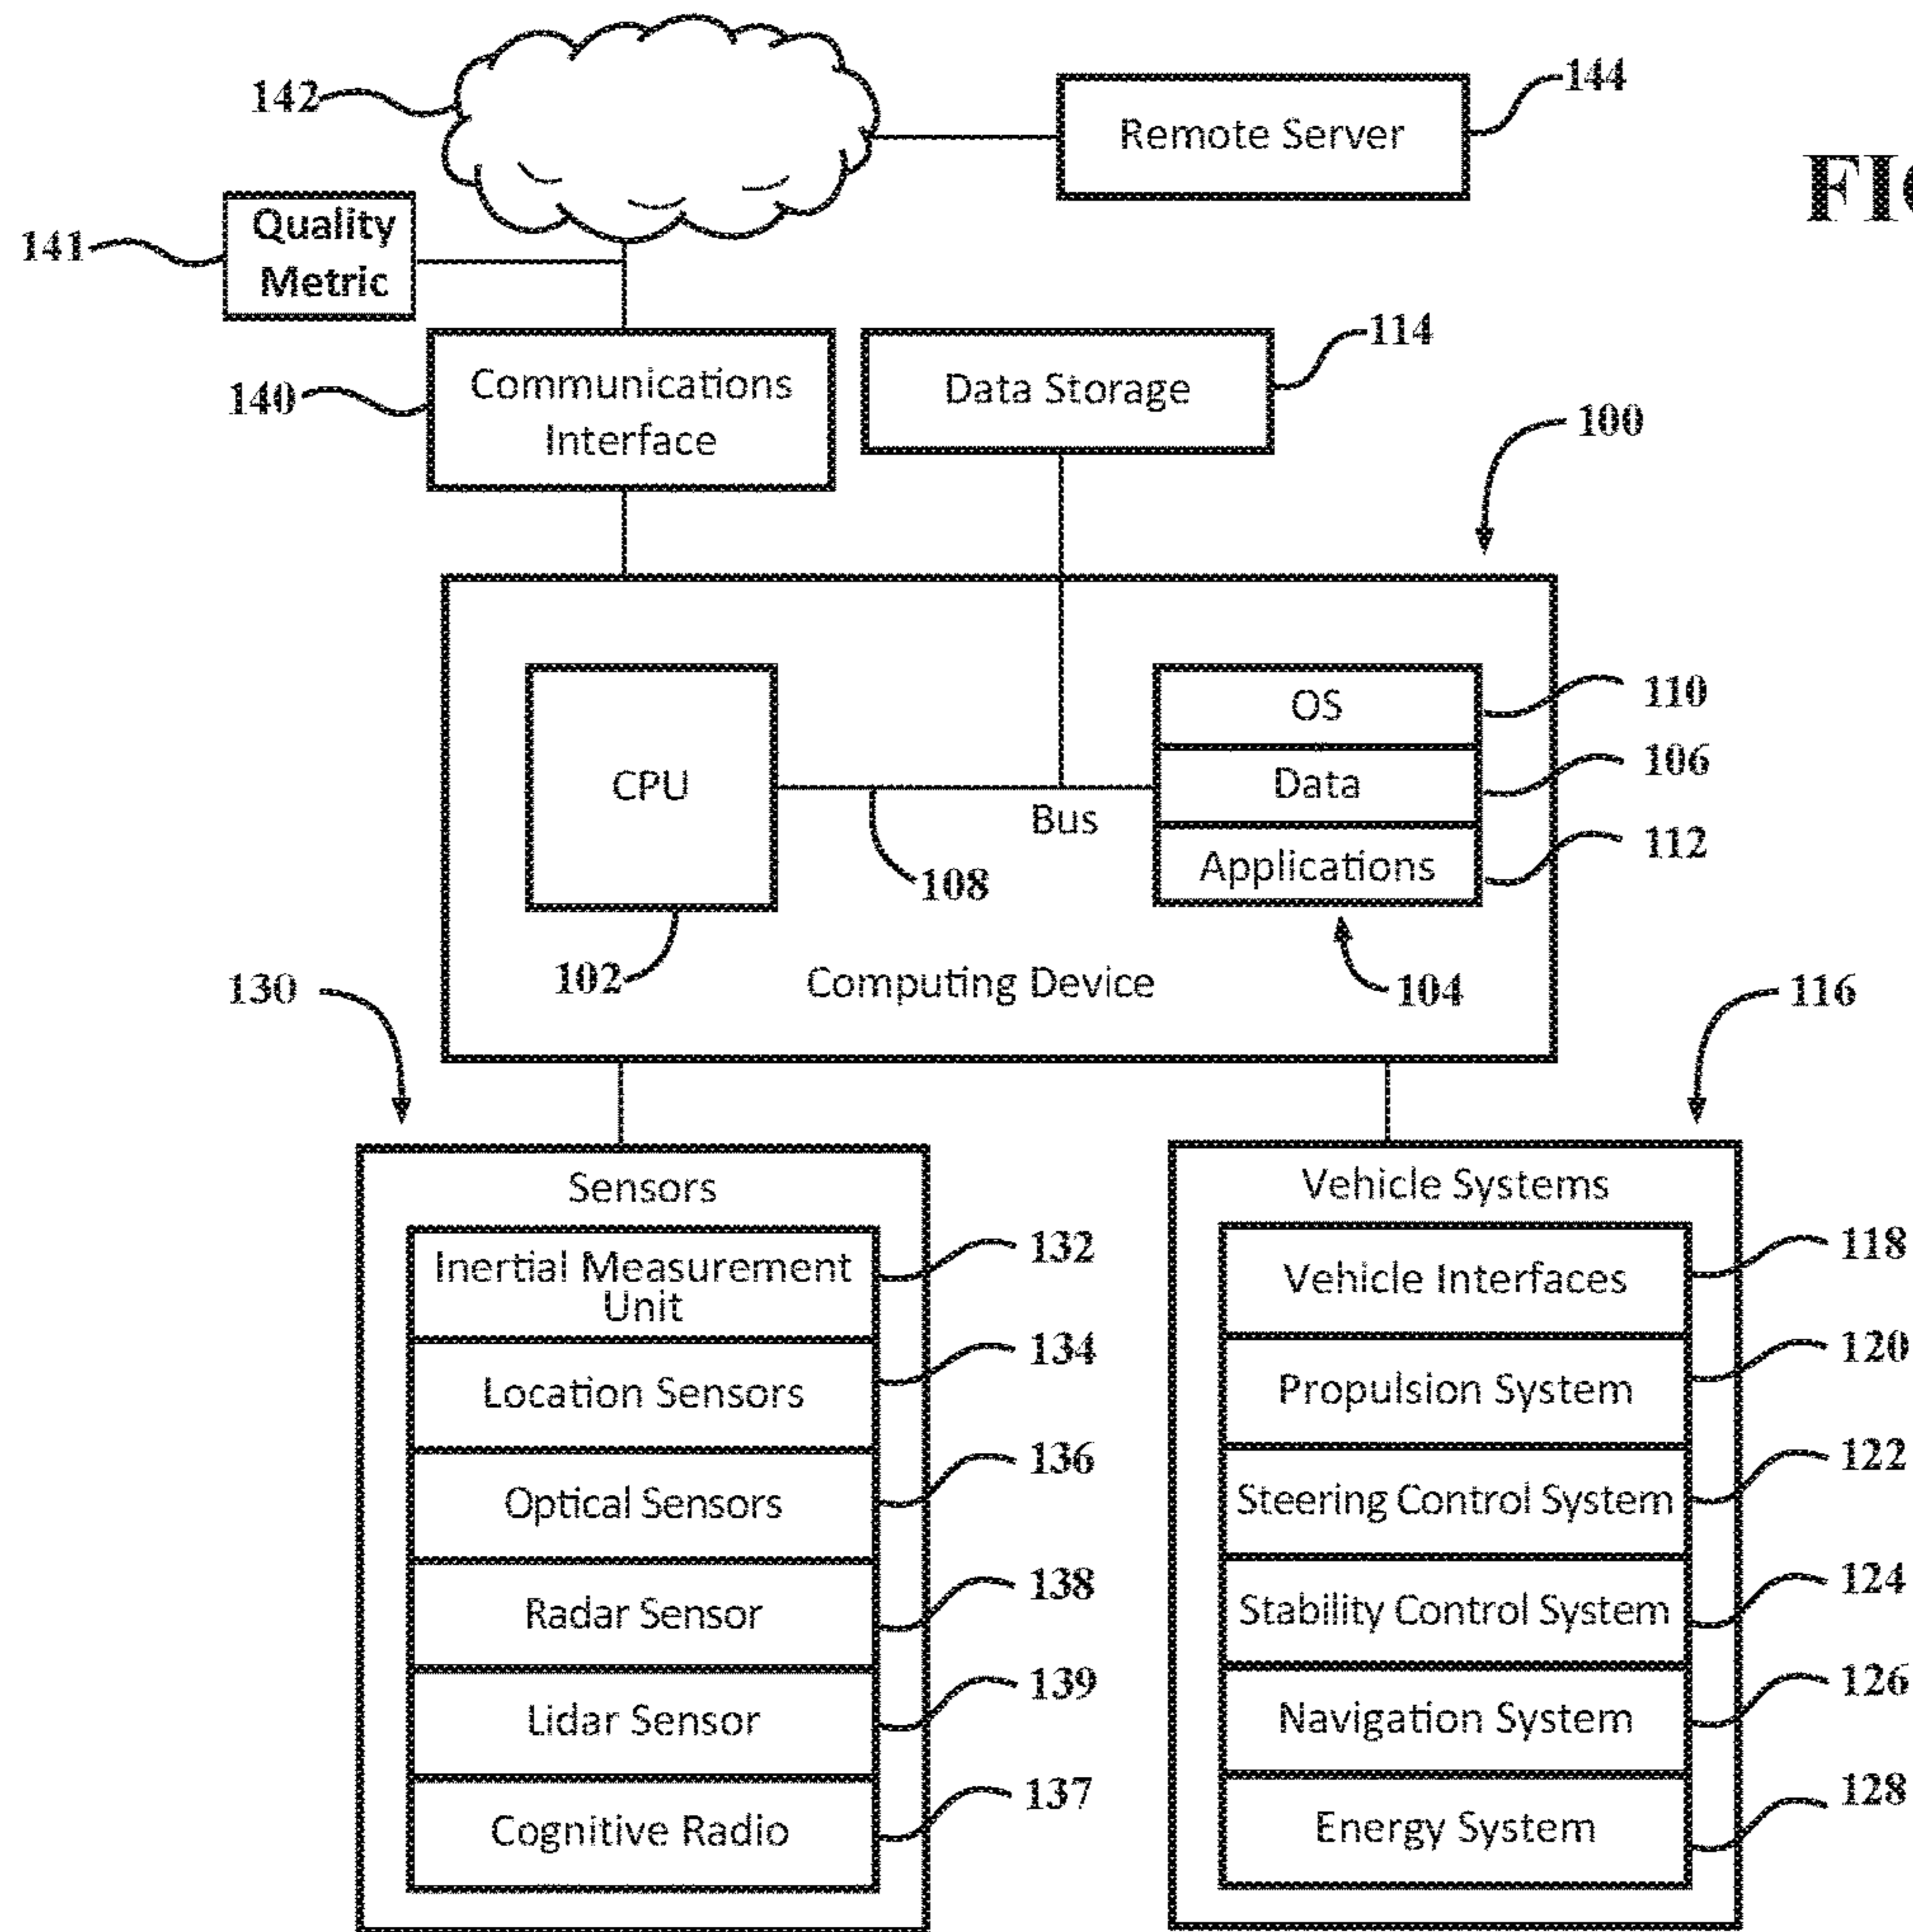 142
144
Remote Server
FIG
141
Quality
Metric
114
140
Communications
Interface
Data Storage
100
CPU
OS
110
Data
106
Bus
Applications
112
108
102
Computing Device
104
130
116
Sensors
Inertial Measurement
Unit
132
Location Sensors
134
Optical Sensors
136
Radar Sensor
138
Lidar Sensor
139
Cognitive Radio
137
Vehicle Systems
Vehicle Interfaces
118
Propulsion System
120
Steering Control System
122
Stability Control System
124
Navigation System
126
Energy System
128